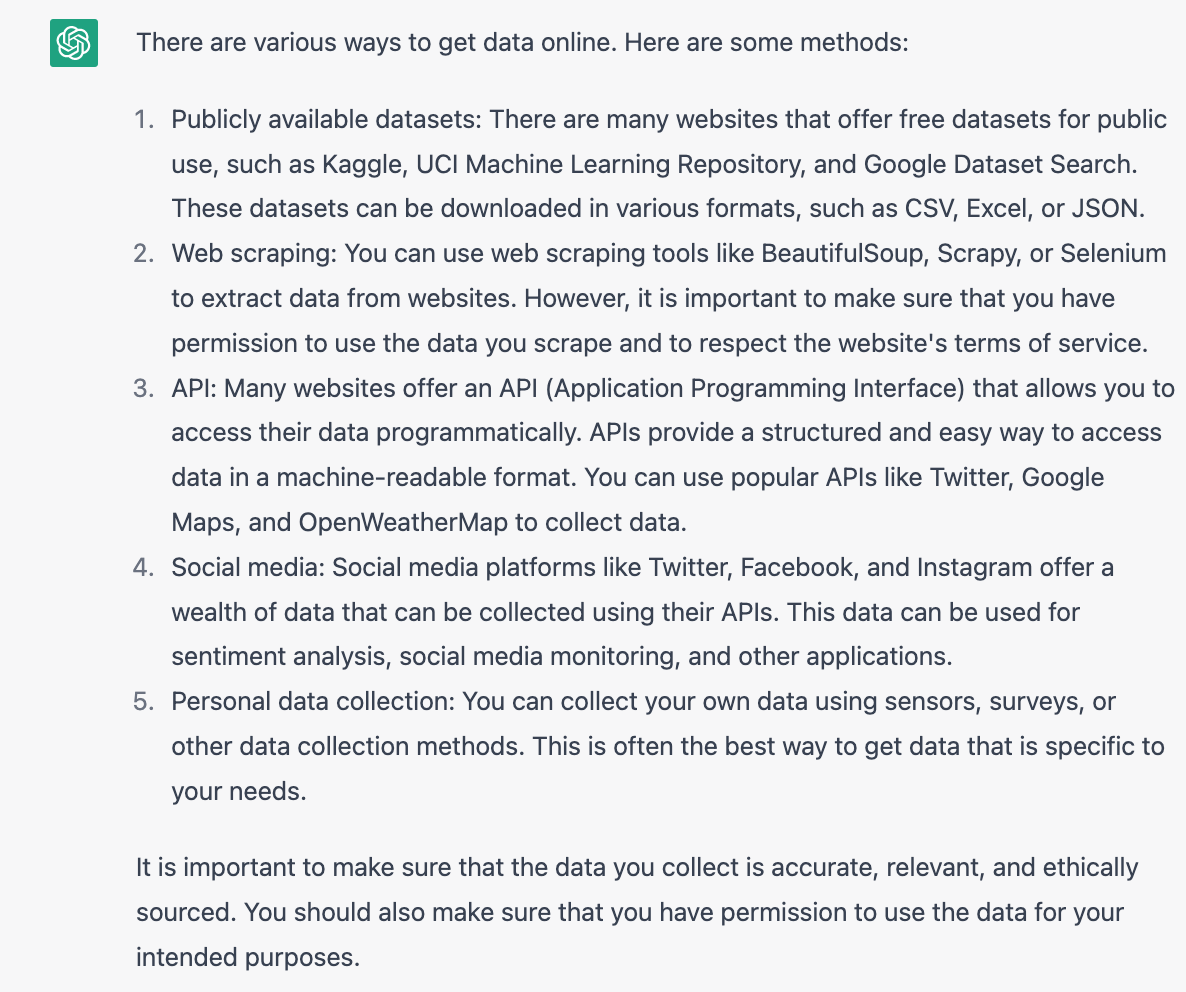 There are various ways to get data online. Here are some methods:
1. Publicly available datasets: There are many websites that offer free datasets for public
use, such as Kaggle, UCI Machine Learning Repository, and Google Dataset Search.
These datasets can be downloaded in various formats, such as CSV, Excel, or JSON.
2. Web scraping: You can use web scraping tools like BeautifulSoup, Scrapy, or Selenium
to extract data from websites. However, it is important to make sure that you have
permission to use the data you scrape and to respect the website's terms of service.
3. API: Many websites offer an API (Application Programming Interface) that allows you to
access their data programmatically. APIs provide a structured and easy way to access
data in a machine-readable format. You can use popular APIs like Twitter, Google
Maps, and OpenWeatherMap to collect data.
4. Social media: Social media platforms like Twitter, Facebook, and Instagram offer a
wealth of data that can be collected using their APIs. This data can be used for
sentiment analysis, social media monitoring, and other applications.
5. Personal data collection: You can collect your own data using sensors, surveys, or
other data collection methods. This is often the best way to get data that is specific to
your needs.
It is important to make sure that the data you collect is accurate, relevant, and ethically
sourced. You should also make sure that you have permission to use the data for your
intended purposes.